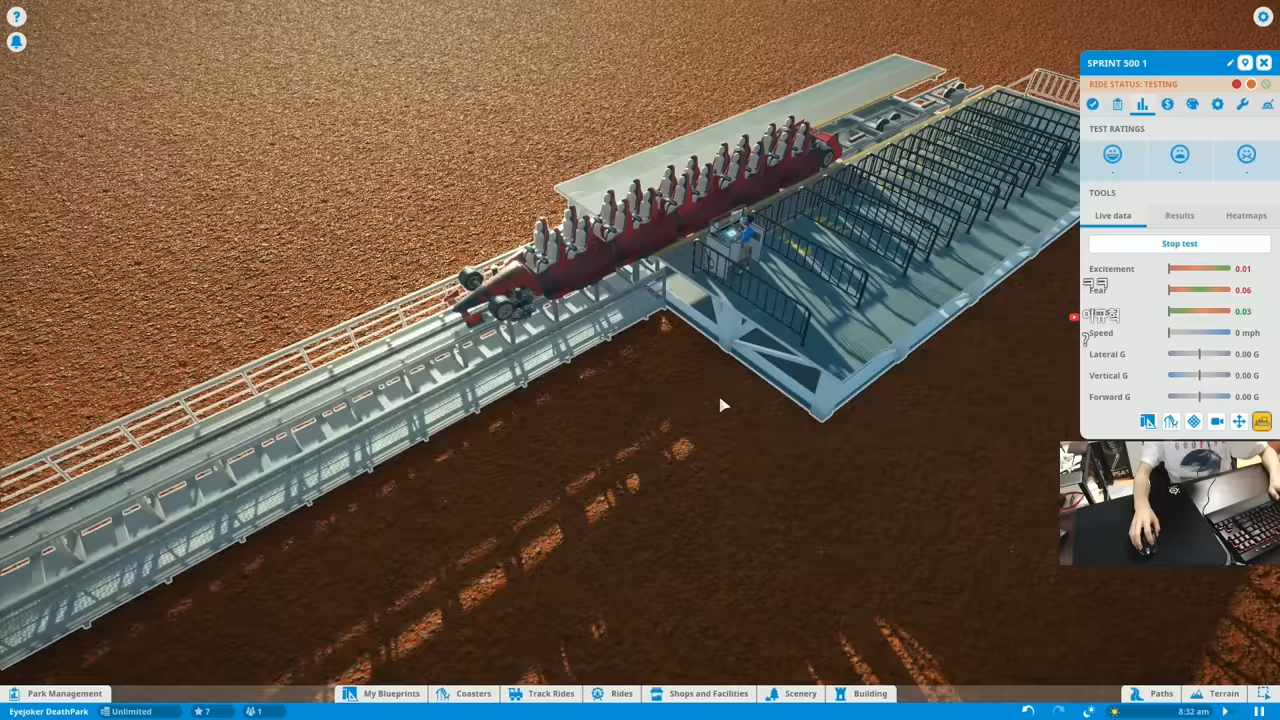 SPRINT 500 1
RIDE STATUS: TESTING
TEST RATINGS
- - -
TOOLS
Live data Results Heatmaps
Stop test
Excitement 0.01
ㅋㅋ
Fear 0.06
0.03
?
Speed 0 mph
Lateral G 0.00 G
Vertical G 0.00 G
Forward G 0.00 G
Park Management My Blueprints Coasters Track Rides Rides Shops and Facilities Scenery Building Paths Terrain
Eyejoker DeathPark Unlimited 7 1 8:32 am